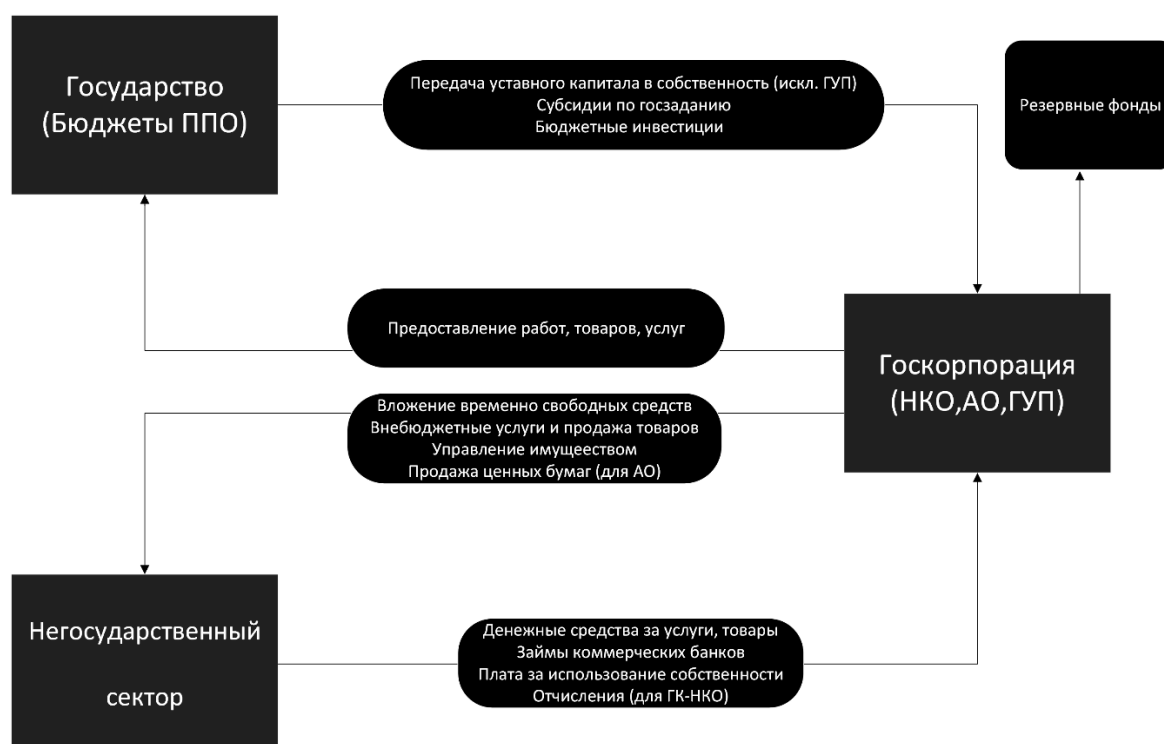 Государство
(Бюджеты ППО)
Передача уставного капитала в собственность (искл. ГУП)
Субсидии по госзаданию
Бюджетные инвестиции
Резервные фонды
Предоставление работ, товаров, услуг
Госкорпорация
(НКО,АО,ГУП)
Вложение временно свободных средств
Внебюджетные услуги и продажа товаров
Управление имущееством
Продажа ценных бумаг (для АО)
Негосударственный
сектор
Денежные средства за услуги, товары
Займы коммерческих банков
Плата за использование собственности
Отчисления (для ГК-НКО)